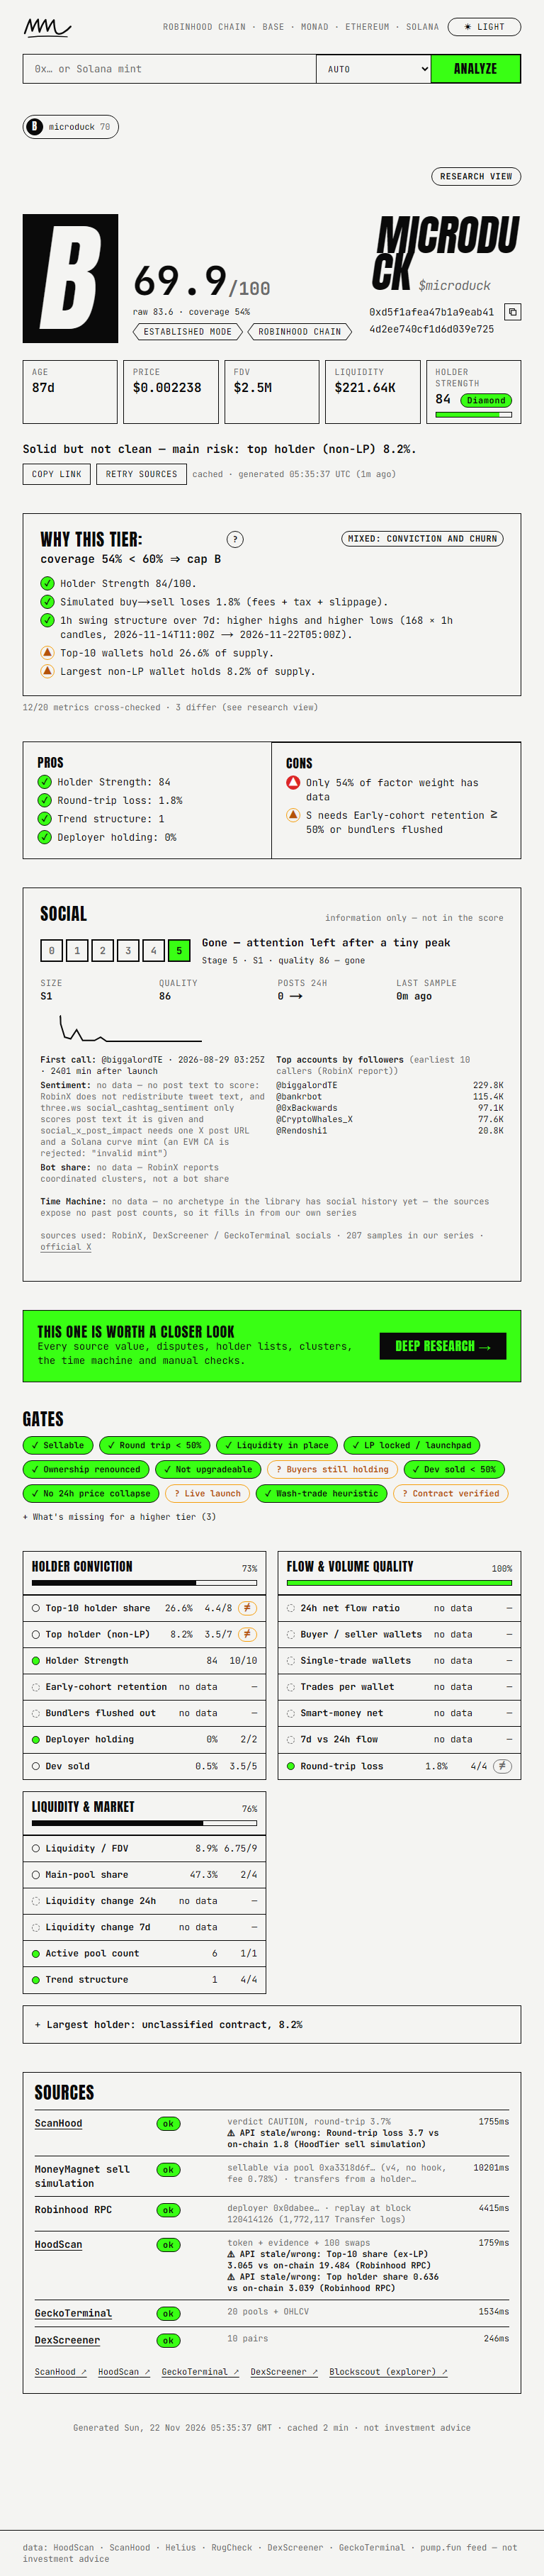 ROBINHOOD CHAIN · BASE · MONAD · ETHEREUM · SOLANA
☀ LIGHT
0x… or Solana mint
AUTO
ANALYZE
B microduck 70
RESEARCH VIEW
B
69.9/100
raw 83.6 · coverage 54%
ESTABLISHED MODE
ROBINHOOD CHAIN
MICRODU
CK $microduck
0xd5f1afea47b1a9eab41
4d2ee740cf1d6d039e725
AGE
87d
PRICE
$0.002238
FDV
$2.5M
LIQUIDITY
$221.64K
HOLDER
STRENGTH
84 Diamond
Solid but not clean — main risk: top holder (non-LP) 8.2%.
COPY LINK
RETRY SOURCES
cached · generated 05:35:37 UTC (1m ago)
WHY THIS TIER:
?
MIXED: CONVICTION AND CHURN
coverage 54% < 60% ⇒ cap B
✓ Holder Strength 84/100.
✓ Simulated buy→sell loses 1.8% (fees + tax + slippage).
✓ 1h swing structure over 7d: higher highs and higher lows (168 × 1h
candles, 2026-11-14T11:00Z → 2026-11-22T05:00Z).
▲ Top-10 wallets hold 26.6% of supply.
▲ Largest non-LP wallet holds 8.2% of supply.
12/20 metrics cross-checked · 3 differ (see research view)
PROS
✓ Holder Strength: 84
✓ Round-trip loss: 1.8%
✓ Trend structure: 1
✓ Deployer holding: 0%
CONS
▲ Only 54% of factor weight has
data
▲ S needs Early-cohort retention ≥
50% or bundlers flushed
SOCIAL
information only — not in the score
0 1 2 3 4 5
Gone — attention left after a tiny peak
Stage 5 · S1 · quality 86 — gone
SIZE
S1
QUALITY
86
POSTS 24H
0 →
LAST SAMPLE
0m ago
First call: @biggalordTE · 2026-08-29 03:25Z
· 2401 min after launch
Sentiment: no data — no post text to score:
RobinX does not redistribute tweet text, and
three.ws social_cashtag_sentiment only
scores post text it is given and
social_x_post_impact needs one X post URL
and a Solana curve mint (an EVM CA is
rejected: "invalid mint")
Bot share: no data — RobinX reports
coordinated clusters, not a bot share
Top accounts by followers (earliest 10
callers (RobinX report))
@biggalordTE 229.8K
@bankrbot 115.4K
@0xBackwards 97.1K
@CryptoWhales_X 77.6K
@Rendoshi1 20.8K
Time Machine: no data — no archetype in the library has social history yet — the sources
expose no past post counts, so it fills in from our own series
sources used: RobinX, DexScreener / GeckoTerminal socials · 207 samples in our series ·
official X
THIS ONE IS WORTH A CLOSER LOOK
Every source value, disputes, holder lists, clusters,
the time machine and manual checks.
DEEP RESEARCH →
GATES
✓ Sellable
✓ Round trip < 50%
✓ Liquidity in place
✓ LP locked / launchpad
✓ Ownership renounced
✓ Not upgradeable
? Buyers still holding
✓ Dev sold < 50%
✓ No 24h price collapse
? Live launch
✓ Wash-trade heuristic
? Contract verified
+ What's missing for a higher tier (3)
HOLDER CONVICTION 73%
Top-10 holder share 26.6% 4.4/8 ≠
Top holder (non-LP) 8.2% 3.5/7 ≠
Holder Strength 84 10/10
Early-cohort retention no data —
Bundlers flushed out no data —
Deployer holding 0% 2/2
Dev sold 0.5% 3.5/5
FLOW & VOLUME QUALITY 100%
24h net flow ratio no data —
Buyer / seller wallets no data —
Single-trade wallets no data —
Trades per wallet no data —
Smart-money net no data —
7d vs 24h flow no data —
Round-trip loss 1.8% 4/4 ≠
LIQUIDITY & MARKET 76%
Liquidity / FDV 8.9% 6.75/9
Main-pool share 47.3% 2/4
Liquidity change 24h no data —
Liquidity change 7d no data —
Active pool count 6 1/1
Trend structure 1 4/4
+ Largest holder: unclassified contract, 8.2%
SOURCES
ScanHood ok verdict CAUTION, round-trip 3.7% 1755ms
⚠ API stale/wrong: Round-trip loss 3.7 vs
on-chain 1.8 (HoodTier sell simulation)
MoneyMagnet sell
simulation
ok
sellable via pool 0xa3318d6f… (v4, no hook,
fee 0.78%) · transfers from a holder…
10201ms
Robinhood RPC ok deployer 0x0dabee… · replay at block
120414126 (1,772,117 Transfer logs)
4415ms
HoodScan ok token + evidence + 100 swaps 1759ms
⚠ API stale/wrong: Top-10 share (ex-LP)
3.065 vs on-chain 19.484 (Robinhood RPC)
⚠ API stale/wrong: Top holder share 0.636
vs on-chain 3.039 (Robinhood RPC)
GeckoTerminal ok 20 pools + OHLCV 1534ms
DexScreener ok 10 pairs 246ms
ScanHood ↗ HoodScan ↗ GeckoTerminal ↗ DexScreener ↗ Blockscout (explorer) ↗
Generated Sun, 22 Nov 2026 05:35:37 GMT · cached 2 min · not investment advice
data: HoodScan · ScanHood · Helius · RugCheck · DexScreener · GeckoTerminal · pump.fun feed — not
investment advice